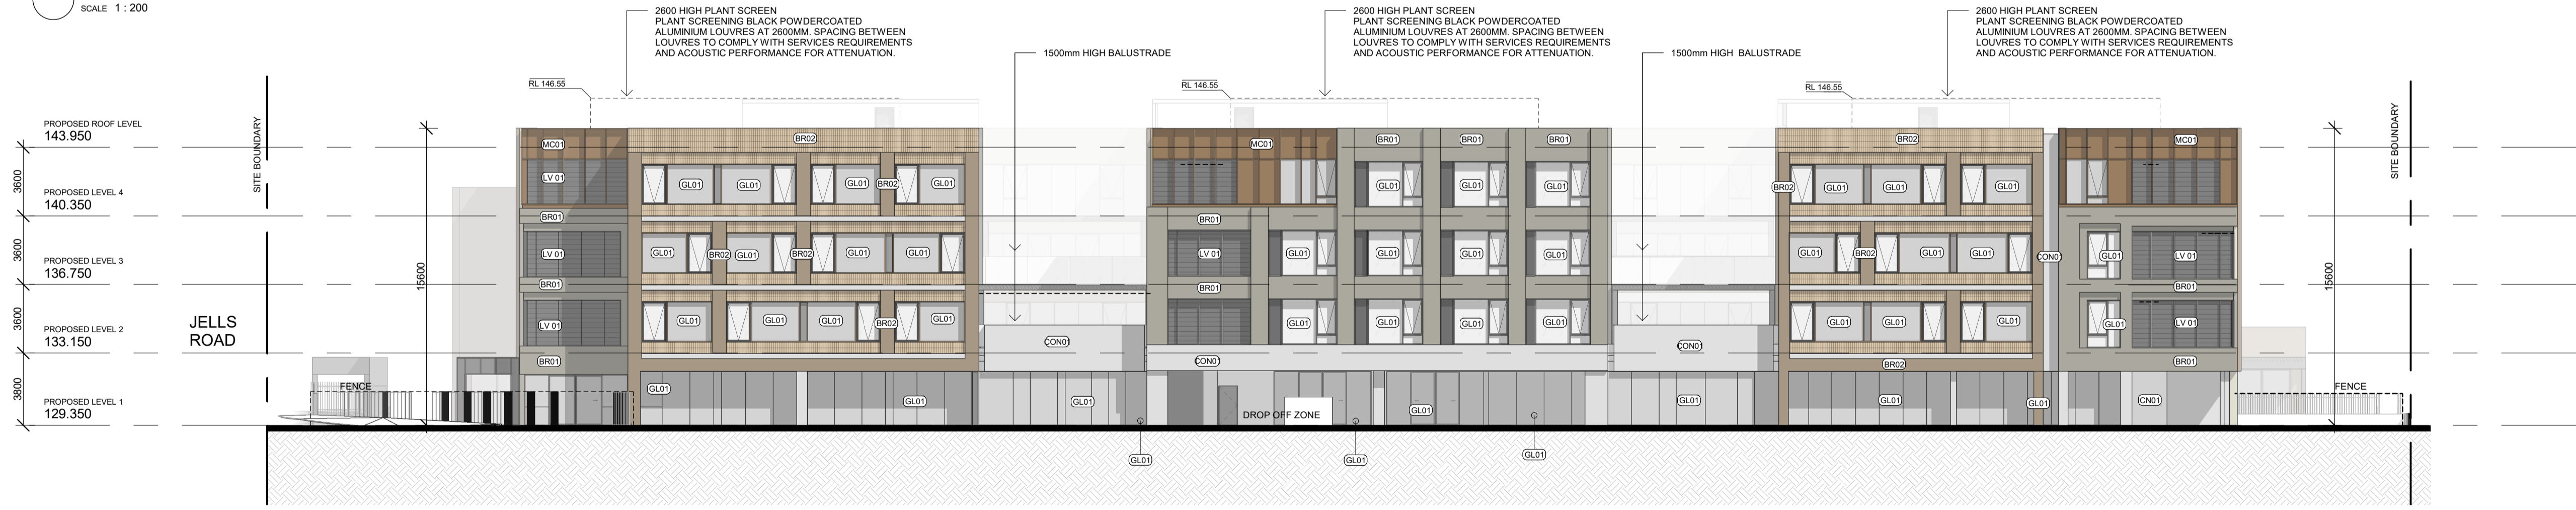 SCALE 1 : 200
2600 HIGH PLANT SCREEN
PLANT SCREENING BLACK POWDERCOATED
ALUMINIUM LOUVRES AT 2600MM. SPACING BETWEEN
LOUVRES TO COMPLY WITH SERVICES REQUIREMENTS
AND ACOUSTIC PERFORMANCE FOR ATTENUATION.
1500mm HIGH BALUSTRADE
2600 HIGH PLANT SCREEN
PLANT SCREENING BLACK POWDERCOATED
ALUMINIUM LOUVRES AT 2600MM. SPACING BETWEEN
LOUVRES TO COMPLY WITH SERVICES REQUIREMENTS
AND ACOUSTIC PERFORMANCE FOR ATTENUATION.
1500mm HIGH BALUSTRADE
2600 HIGH PLANT SCREEN
PLANT SCREENING BLACK POWDERCOATED
ALUMINIUM LOUVRES AT 2600MM. SPACING BETWEEN
LOUVRES TO COMPLY WITH SERVICES REQUIREMENTS
AND ACOUSTIC PERFORMANCE FOR ATTENUATION.
RL 146.55
RL 146.55
RL 146.55
PROPOSED ROOF LEVEL
143.950
3600
PROPOSED LEVEL 4
140.350
3600
PROPOSED LEVEL 3
136.750
3600
PROPOSED LEVEL 2
133.150
3800
PROPOSED LEVEL 1
129.350
JELLS
ROAD
SITE BOUNDARY
15600
FENCE
MC01
LV 01
BR01
LV 01
BR01
LV 01
BR01
BR02
GL01 GL01 GL01 BR02 GL01
GL01 BR02 GL01 BR02 GL01 GL01
GL01 GL01 GL01 BR02 GL01
GL01 GL01
CON01
GL01
GL01
MC01 BR01 BR01 BR01
GL01 GL01 GL01
BR01
LV 01 GL01 GL01 GL01 GL01
BR01
GL01 GL01 GL01 GL01
CON01
DROP OFF ZONE
GL01
GL01
GL01
CON01
GL01
BR02
BR02 GL01 GL01 GL01
GL01 BR02 GL01 GL01
GL01 GL01 GL01
BR02
GL01 GL01
CON01
MC01
GL01 LV 01
BR01
GL01 LV 01
BR01
CN01
15600
SITE BOUNDARY
FENCE